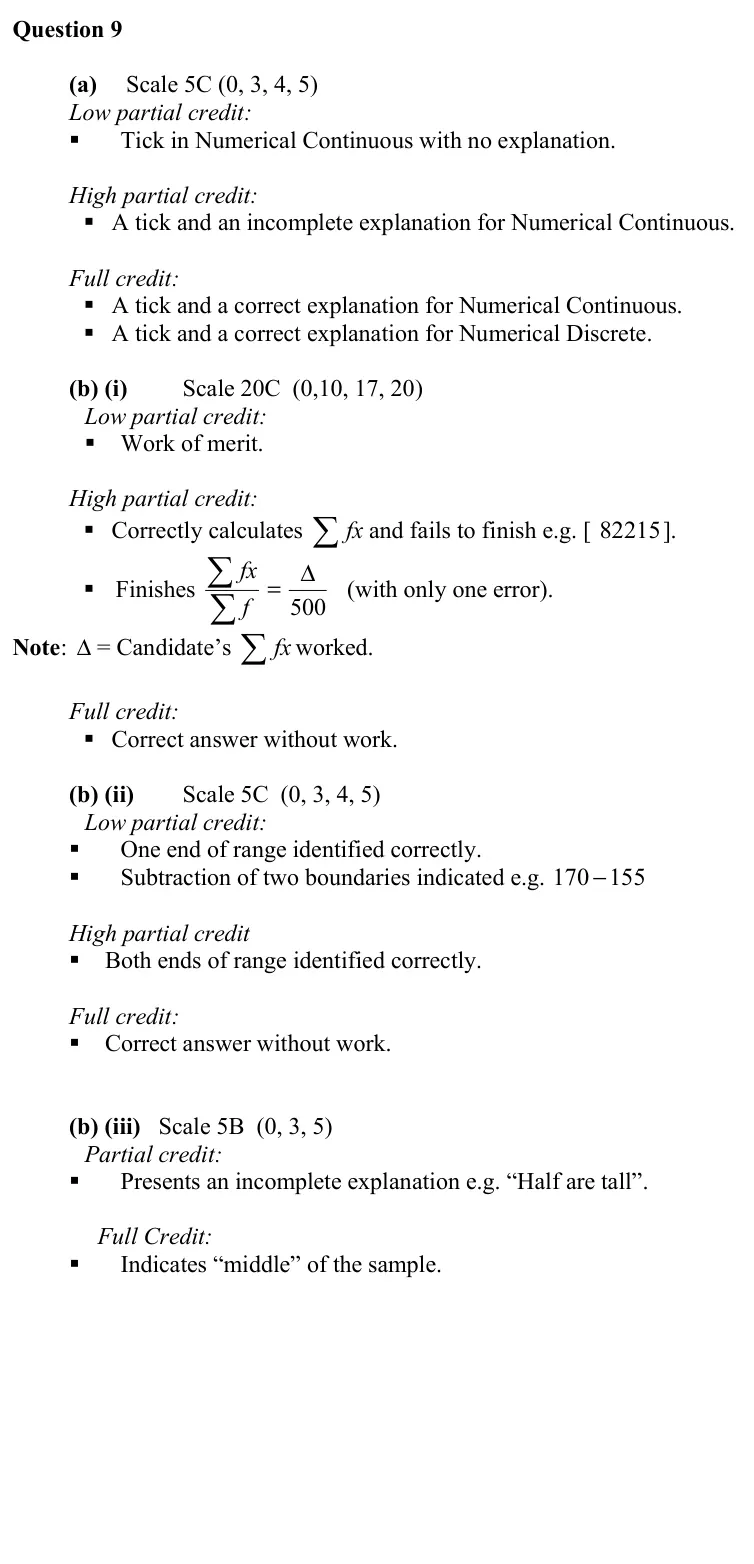 Question 9
(a) Scale 5C (0, 3, 4, 5)
Low partial credit:
▪ Tick in Numerical Continuous with no explanation.
High partial credit:
▪ A tick and an incomplete explanation for Numerical Continuous.
Full credit:
▪ A tick and a correct explanation for Numerical Continuous.
▪ A tick and a correct explanation for Numerical Discrete.
(b) (i) Scale 20C (0,10, 17, 20)
Low partial credit:
▪ Work of merit.
High partial credit:
▪ Correctly calculates ∑ fx and fails to finish e.g. [ 82215].
▪ Finishes ∑ fx / ∑ f = Δ / 500 (with only one error).
Note: Δ = Candidate’s ∑ fx worked.
Full credit:
▪ Correct answer without work.
(b) (ii) Scale 5C (0, 3, 4, 5)
Low partial credit:
▪ One end of range identified correctly.
▪ Subtraction of two boundaries indicated e.g. 170 – 155
High partial credit
▪ Both ends of range identified correctly.
Full credit:
▪ Correct answer without work.
(b) (iii) Scale 5B (0, 3, 5)
Partial credit:
▪ Presents an incomplete explanation e.g. “Half are tall”.
Full Credit:
▪ Indicates “middle” of the sample.